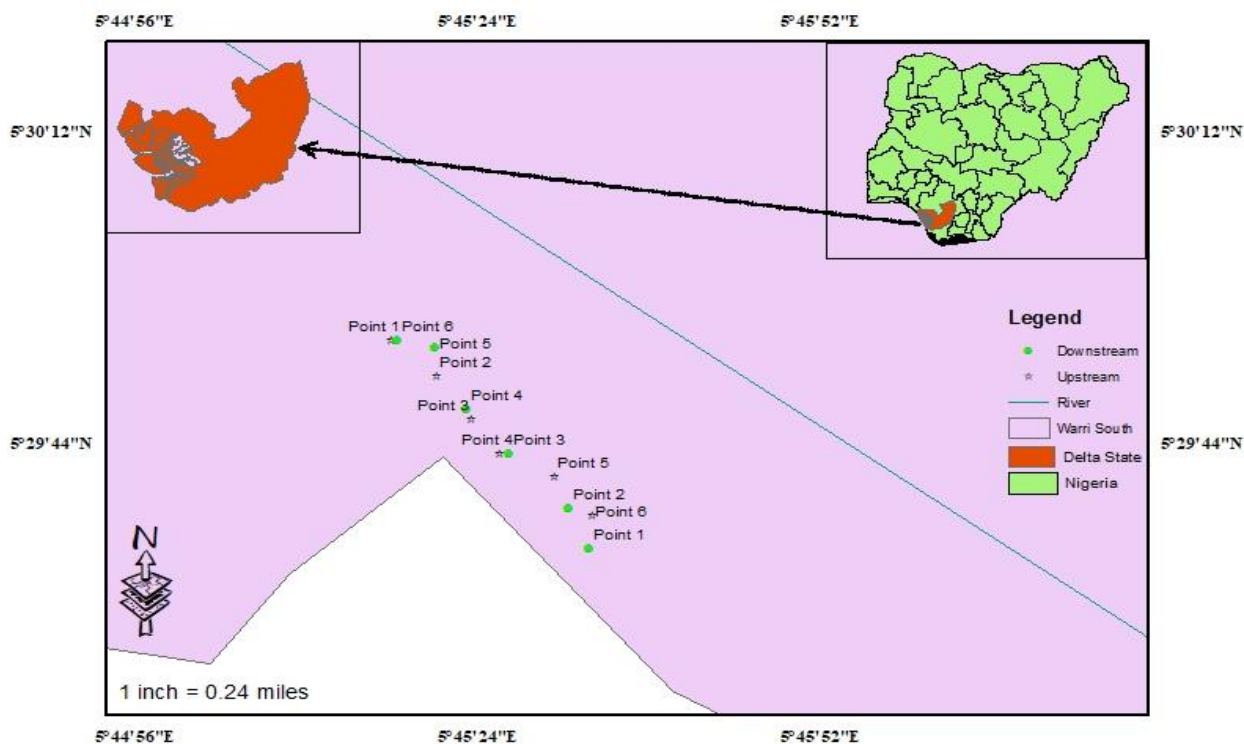 5°44'56"E 5°45'24"E 5°45'52"E
5°30'12"N 5°30'12"N
Legend
Downstream
Upstream
River
Warri South
Delta State
Nigeria
Point 1 Point 6
Point 5
Point 2
Point 4
Point 3
5°29'44"N 5°29'44"N
Point 4 Point 3
Point 5
Point 2
Point 6
Point 1
N
1 inch = 0.24 miles
5°44'56"E 5°45'24"E 5°45'52"E